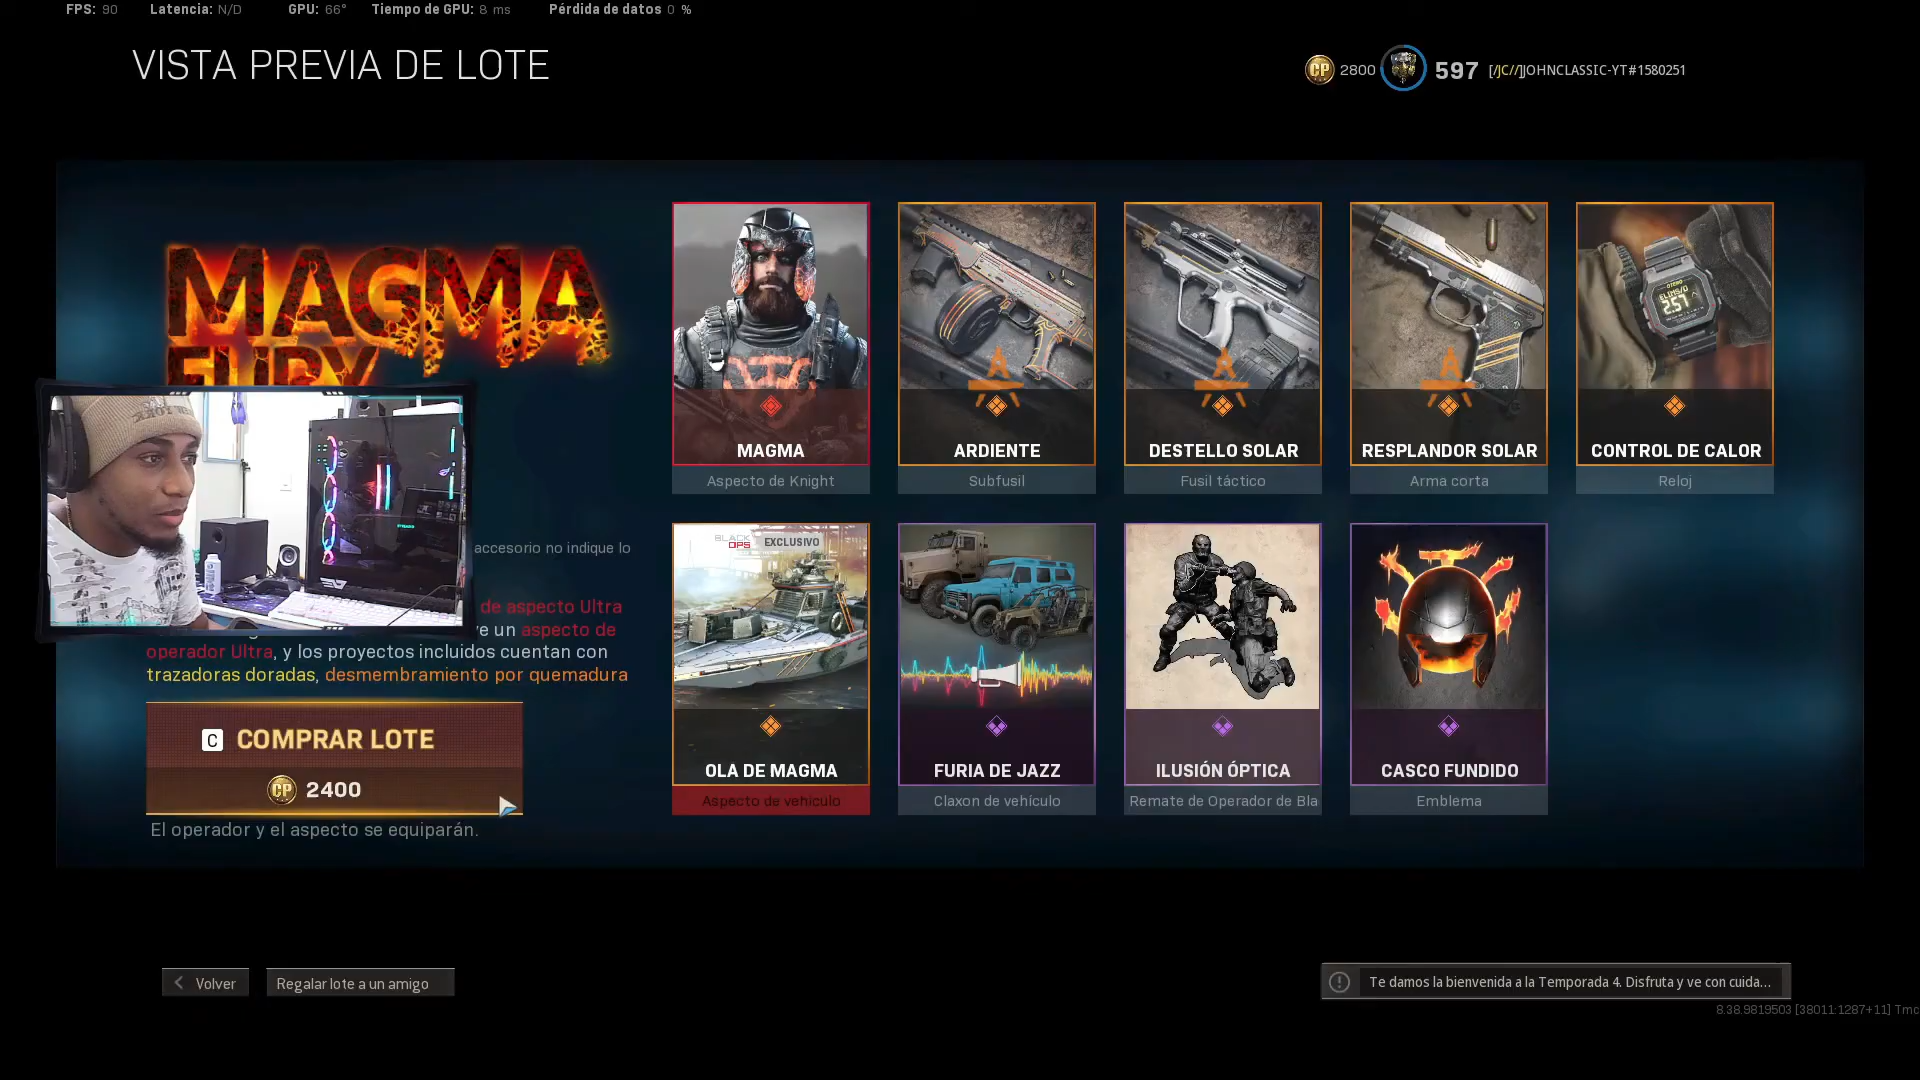 FPS: 90 Latencia: N/D GPU: 66° Tiempo de GPU: 8 ms Pérdida de datos 0 %
VISTA PREVIA DE LOTE
CP 2800 597 [/JC//]JOHNCLASSIC-YT#1580251
MAGMA
FURY
MAGMA
Aspecto de Knight
ARDIENTE
Subfusil
DESTELLO SOLAR
Fusil táctico
RESPLANDOR SOLAR
Arma corta
CONTROL DE CALOR
Reloj
accesorio no indique lo
de aspecto Ultra
un aspecto de
operador Ultra, y los proyectos incluidos cuentan con
trazadoras doradas, desmembramiento por quemadura
C COMPRAR LOTE
CP 2400
El operador y el aspecto se equiparán.
BLACK OPS EXCLUSIVO
OLA DE MAGMA
Aspecto de vehículo
FURIA DE JAZZ
Claxon de vehículo
ILUSIÓN ÓPTICA
Remate de Operador de Bla
CASCO FUNDIDO
Emblema
Volver
Regalar lote a un amigo
Te damos la bienvenida a la Temporada 4. Disfruta y ve con cuida...
8.38.9819503 [38011:1287+11] Tmc